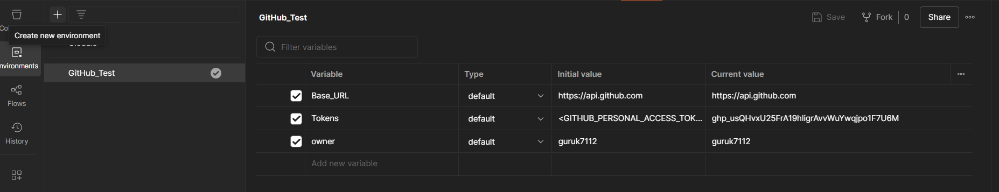 Create new environment
nvironments
Flows
History
GitHub_Test
GitHub_Test
Save
Fork
0
Share
Filter variables
Variable Type Initial value Current value
Base_URL default https://api.github.com https://api.github.com
Tokens default <GITHUB_PERSONAL_ACCESS_TOK...
owner default guruk7112 guruk7112
Add new variable